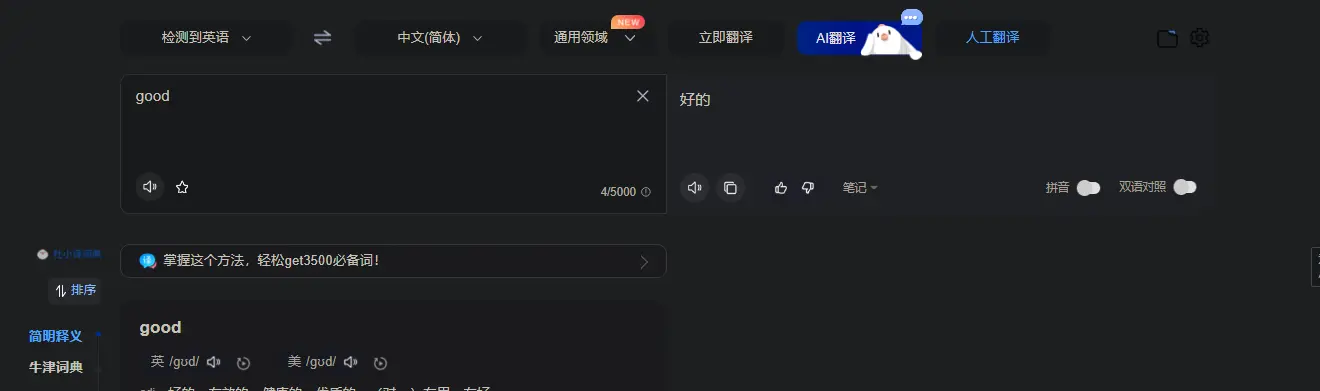 检测到英语
中文(简体)
通用领域
NEW
立即翻译
AI翻译
人工翻译
good
好的
4/5000
笔记
拼音
双语对照
掌握这个方法，轻松get3500必备词!
排序
good
简明释义
英 /ɡʊd/
美 /ɡʊd/
牛津词典